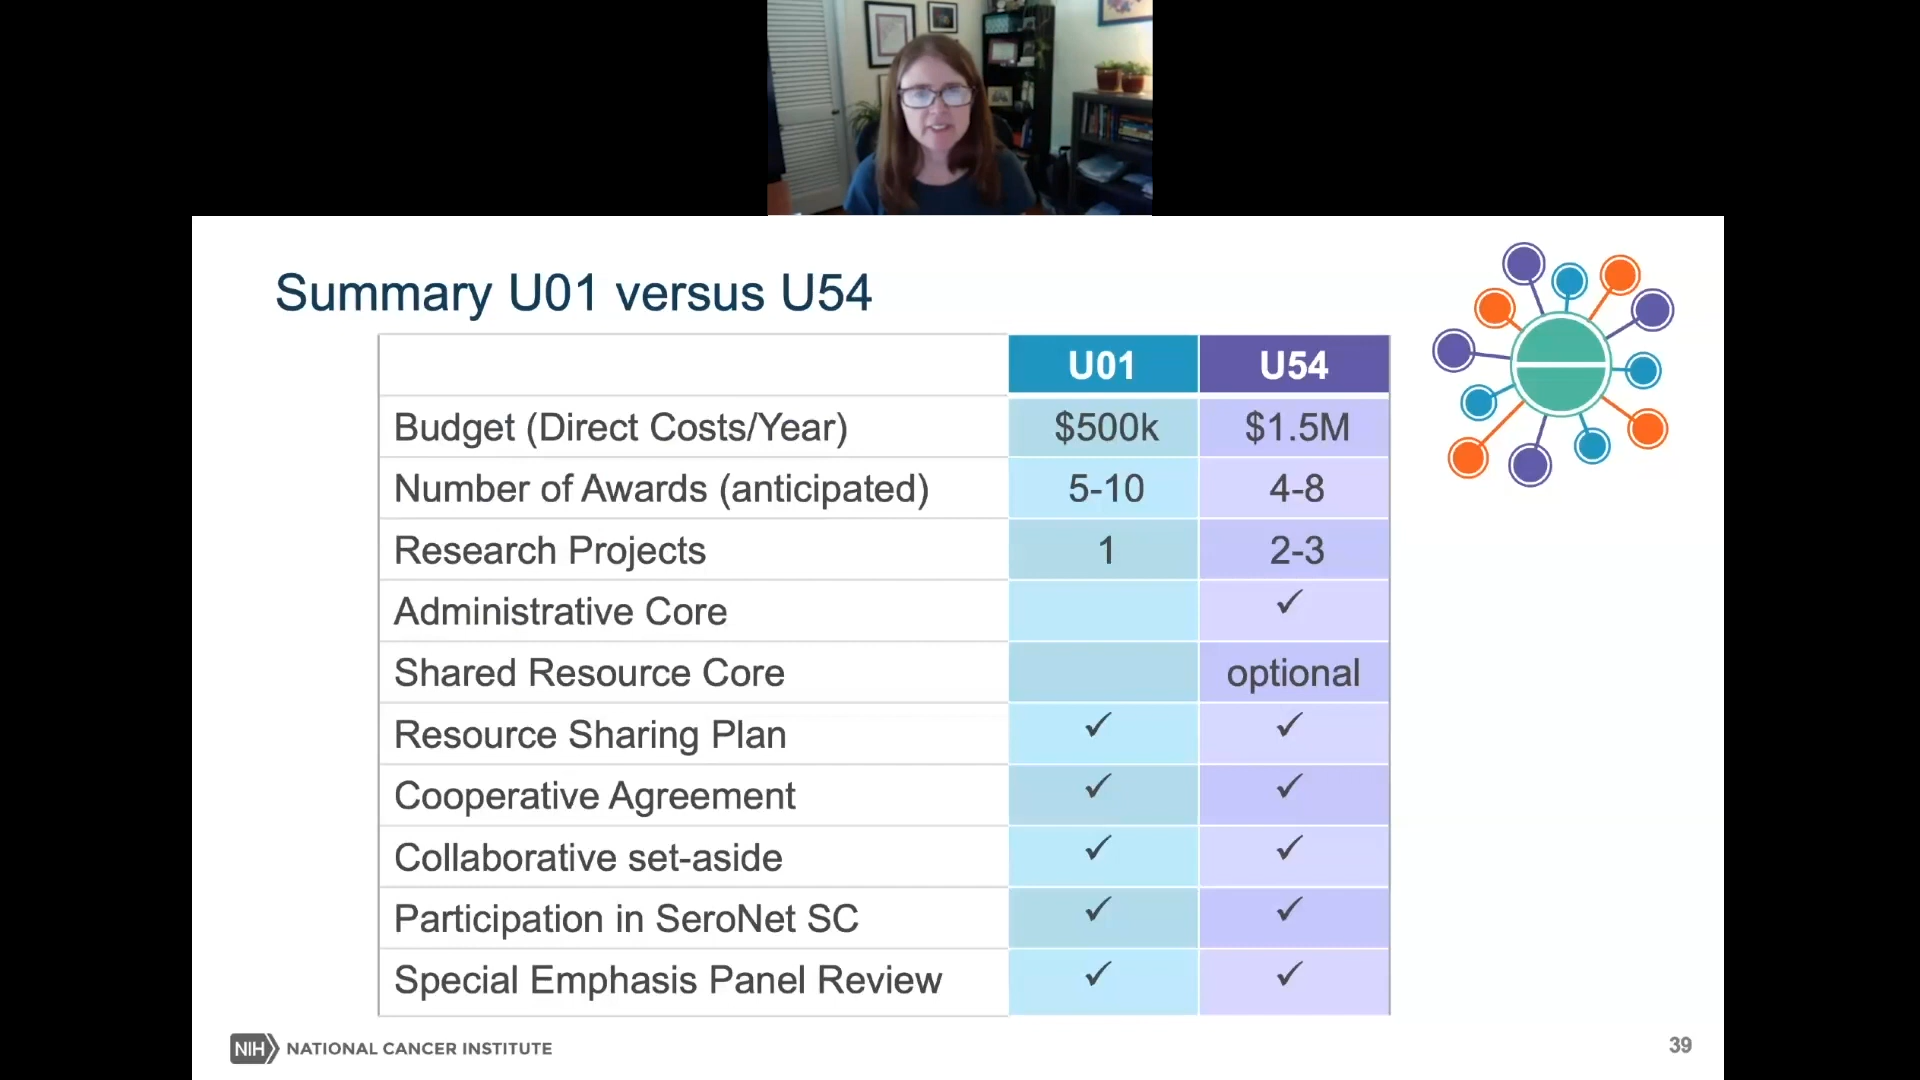 Summary U01 versus U54
U01 U54
Budget (Direct Costs/Year) $500k $1.5M
Number of Awards (anticipated) 5-10 4-8
Research Projects 1 2-3
Administrative Core ✓
Shared Resource Core optional
Resource Sharing Plan ✓ ✓
Cooperative Agreement ✓ ✓
Collaborative set-aside ✓ ✓
Participation in SeroNet SC ✓ ✓
Special Emphasis Panel Review ✓ ✓
NIH NATIONAL CANCER INSTITUTE
39